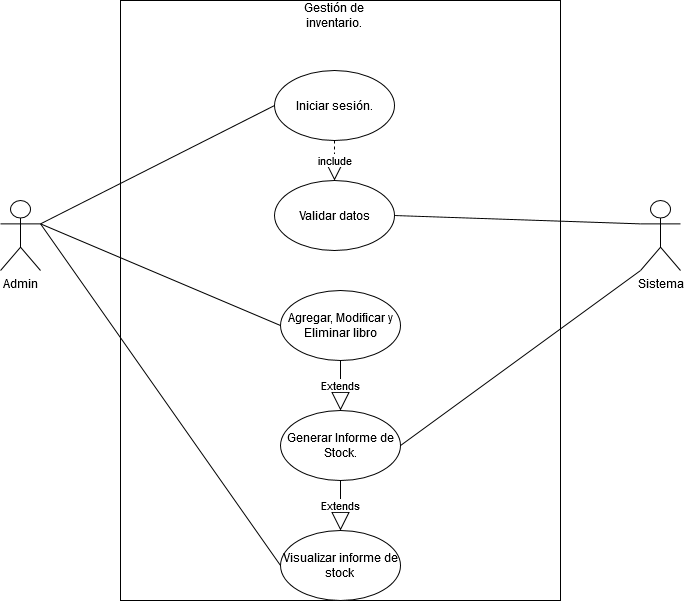 Gestión de
inventario.
Iniciar sesión.
include
Validar datos
Admin
Sistema
Agregar, Modificar y
Eliminar libro
Extends
Generar Informe de
Stock.
Extends
Visualizar informe de
stock